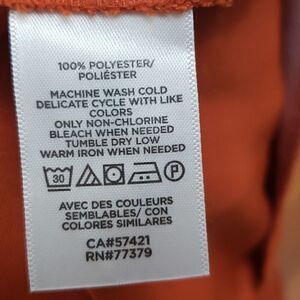 100% POLYESTER/
POLIÉSTER
MACHINE WASH COLD
DELICATE CYCLE WITH LIKE
COLORS
ONLY NON-CHLORINE
BLEACH WHEN NEEDED
TUMBLE DRY LOW
WARM IRON WHEN NEEDED
30 P
AVEC DES COULEURS
SEMBLABLES/ CON
COLORES SIMILARES
CA#57421
RN#77379